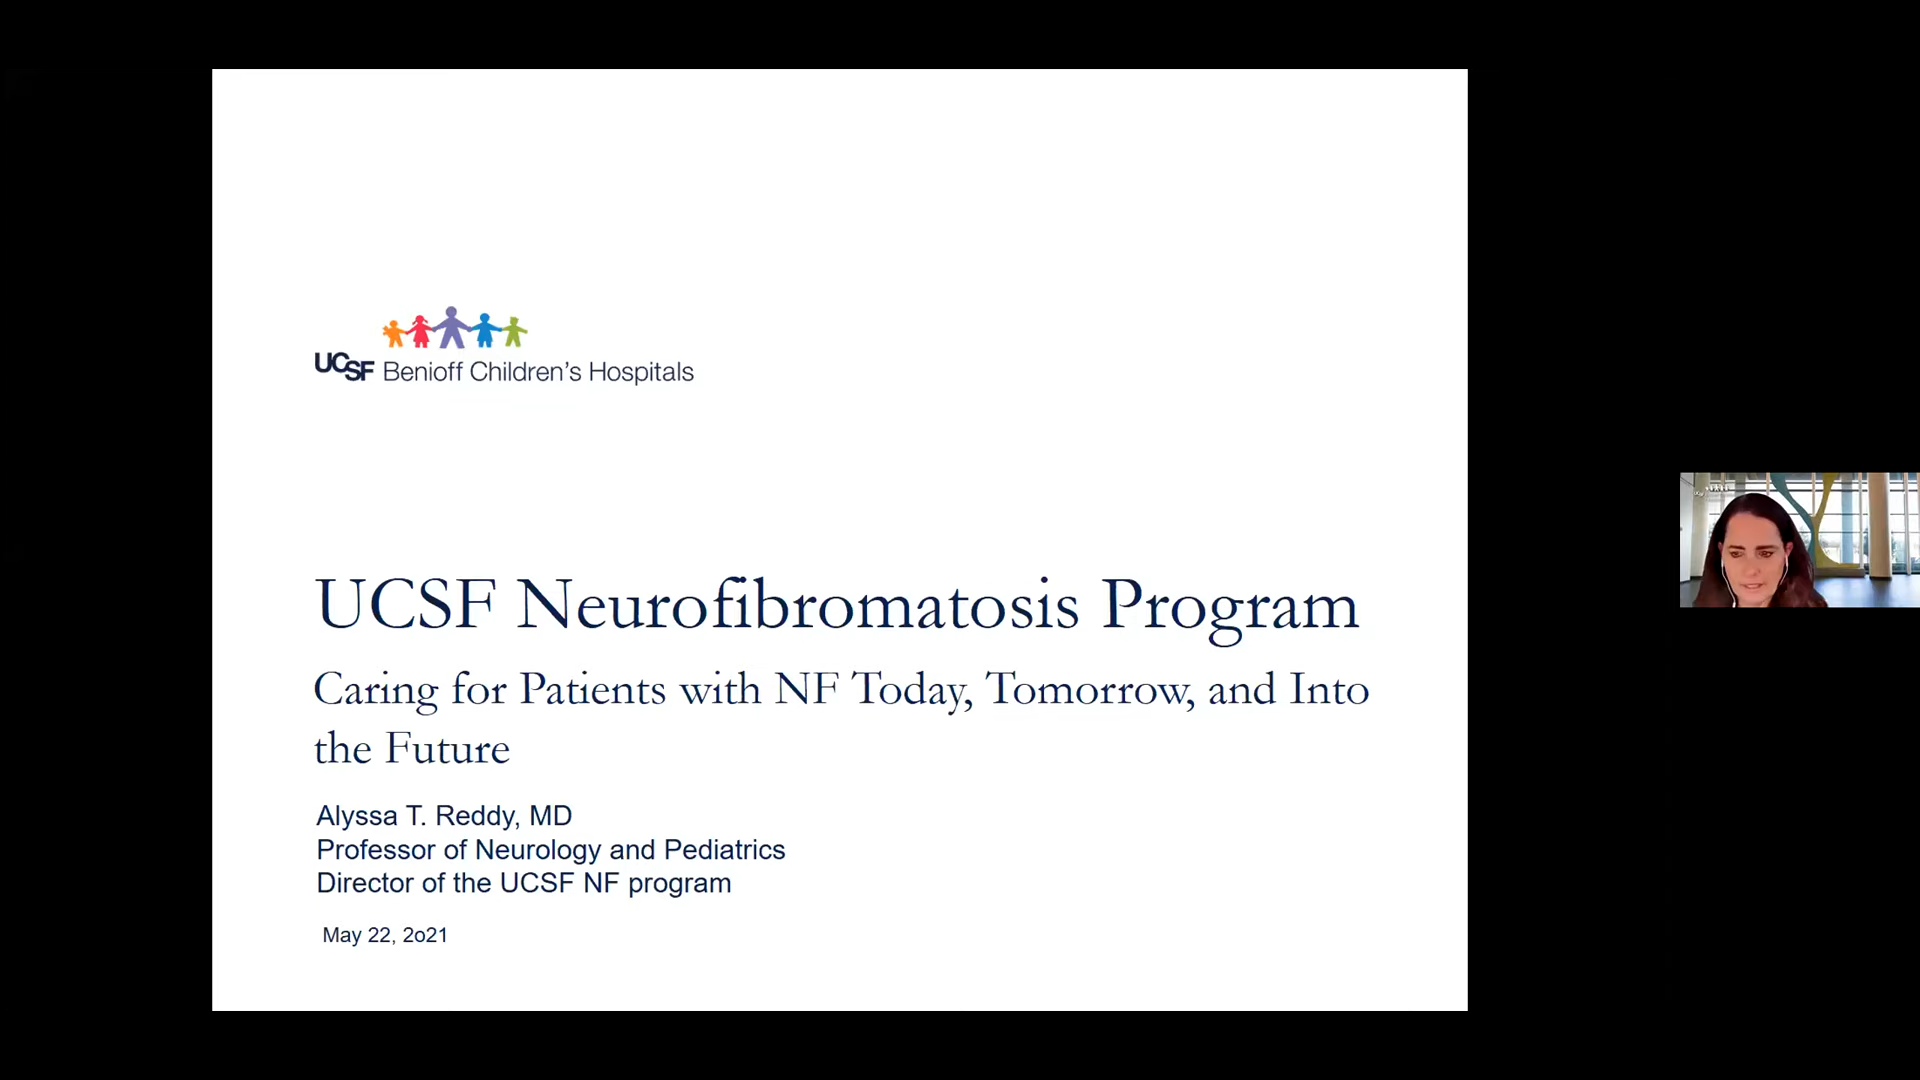 UCSF Benioff Children's Hospitals
UCSF Neurofibromatosis Program
Caring for Patients with NF Today, Tomorrow, and Into
the Future
Alyssa T. Reddy, MD
Professor of Neurology and Pediatrics
Director of the UCSF NF program
May 22, 2o21